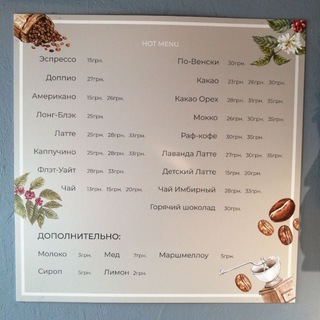 HOT MENU
Эспрессо 15грн.
Доппио 27грн.
Американо 15грн. 26грн.
Лонг-Блэк 25грн.
Латте 25грн. 28грн. 33грн.
Каппучино 25грн. 28грн. 33грн.
Флэт-Уайт 28грн. 33грн.
Чай 13грн. 15грн. 20грн.
По-Венски 30грн.
Какао 23грн. 26грн. 30грн.
Какао Орех 28грн. 31грн. 35грн.
Мокко 26грн. 30грн. 35грн.
Раф-кофе 30грн. 33грн.
Лаванда Латте 27грн. 30грн. 35грн.
Детский Латте 15грн.
Чай Имбирный 28грн. 33грн.
Горячий шоколад 30грн.
ДОПОЛНИТЕЛЬНО:
Молоко 3грн. Мед 7грн. Маршмеллоу 5грн.
Сироп 5грн. Лимон 2грн.